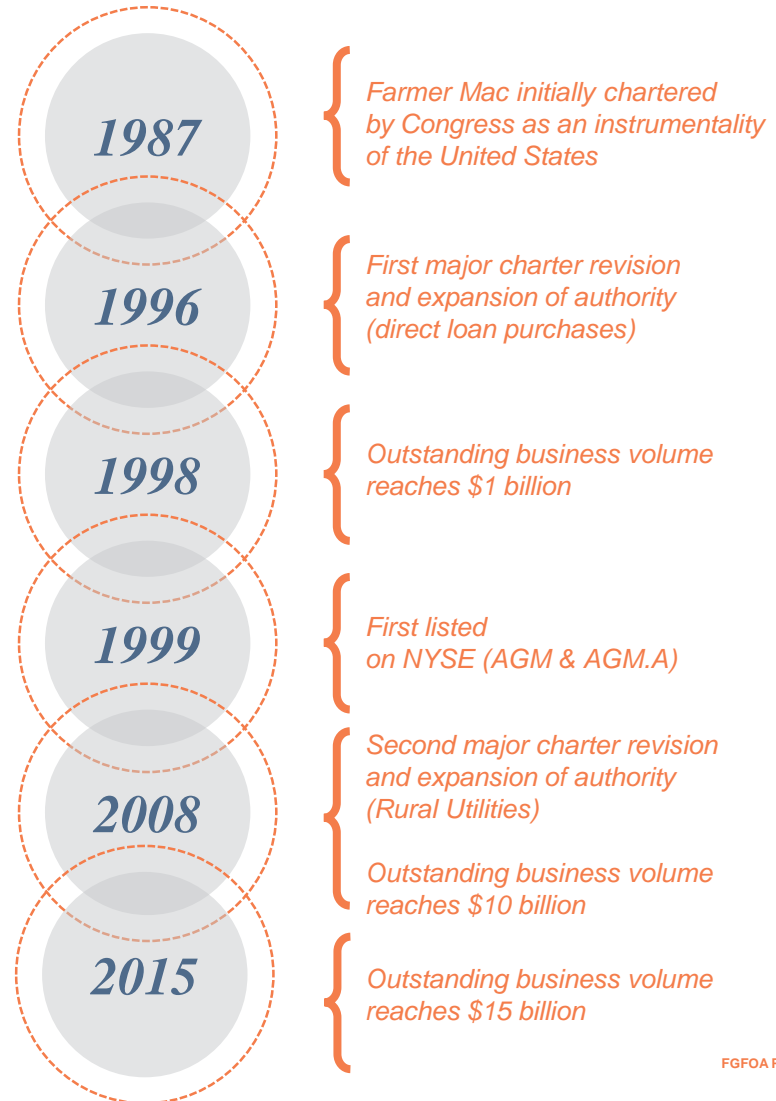 1987
Farmer Mac initially chartered
by Congress as an instrumentality
of the United States
1996
First major charter revision
and expansion of authority
(direct loan purchases)
1998
Outstanding business volume
reaches $1 billion
1999
First listed
on NYSE (AGM & AGM.A)
2008
Second major charter revision
and expansion of authority
(Rural Utilities)
Outstanding business volume
reaches $10 billion
2015
Outstanding business volume
reaches $15 billion
FGFOA F